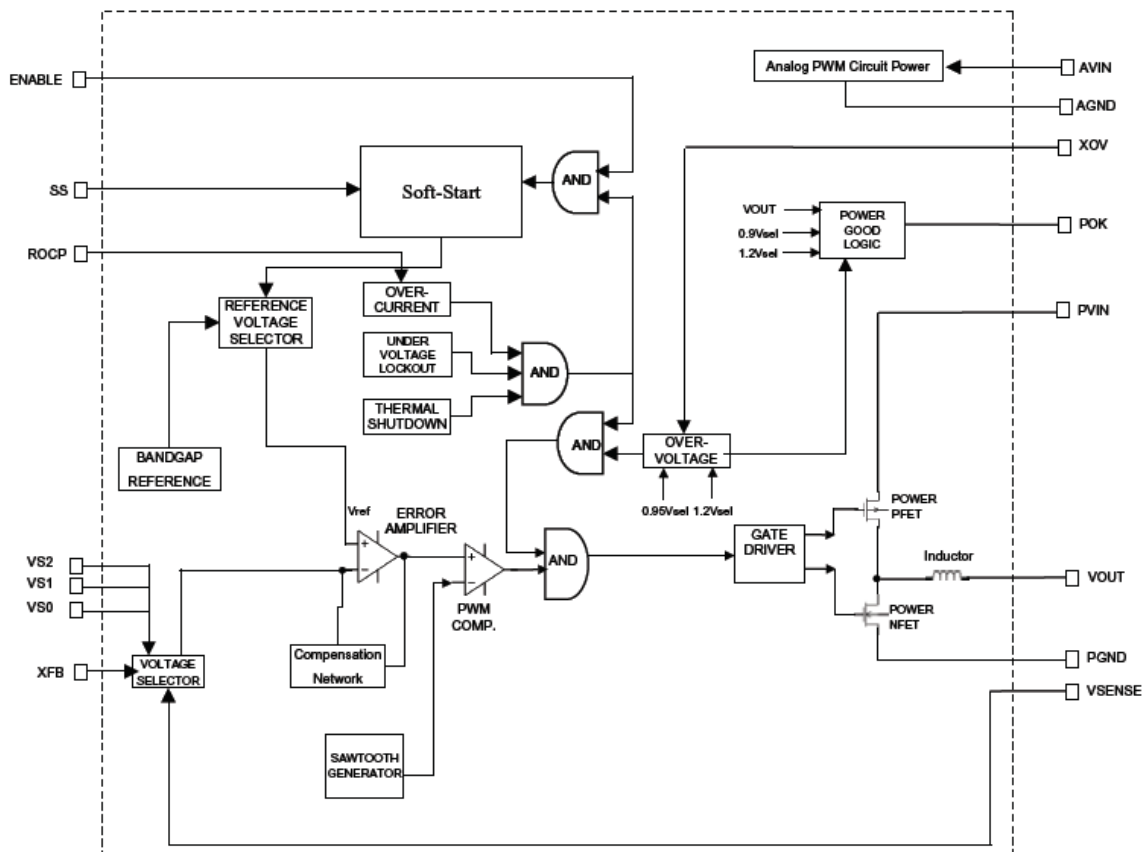 ENABLE
Analog PWM Circuit Power
AVIN
AGND
XOV
AND
SS
Soft-Start
VOUT
0.9Vsel
1.2Vsel
POWER
GOOD
LOGIC
POK
ROCP
OVER-
CURRENT
REFERENCE
VOLTAGE
SELECTOR
PVIN
UNDER
VOLTAGE
LOCKOUT
AND
THERMAL
SHUTDOWN
AND
OVER-
VOLTAGE
BANDGAP
REFERENCE
0.95Vsel
1.2Vsel
POWER
PFET
Vref
ERROR
AMPLIFIER
+
−
+
−
PWM
COMP.
AND
GATE
DRIVER
Inductor
VS2
VS1
VS0
VOUT
POWER
NFET
XFB
VOLTAGE
SELECTOR
Compensation
Network
PGND
VSENSE
SAWTOOTH
GENERATOR